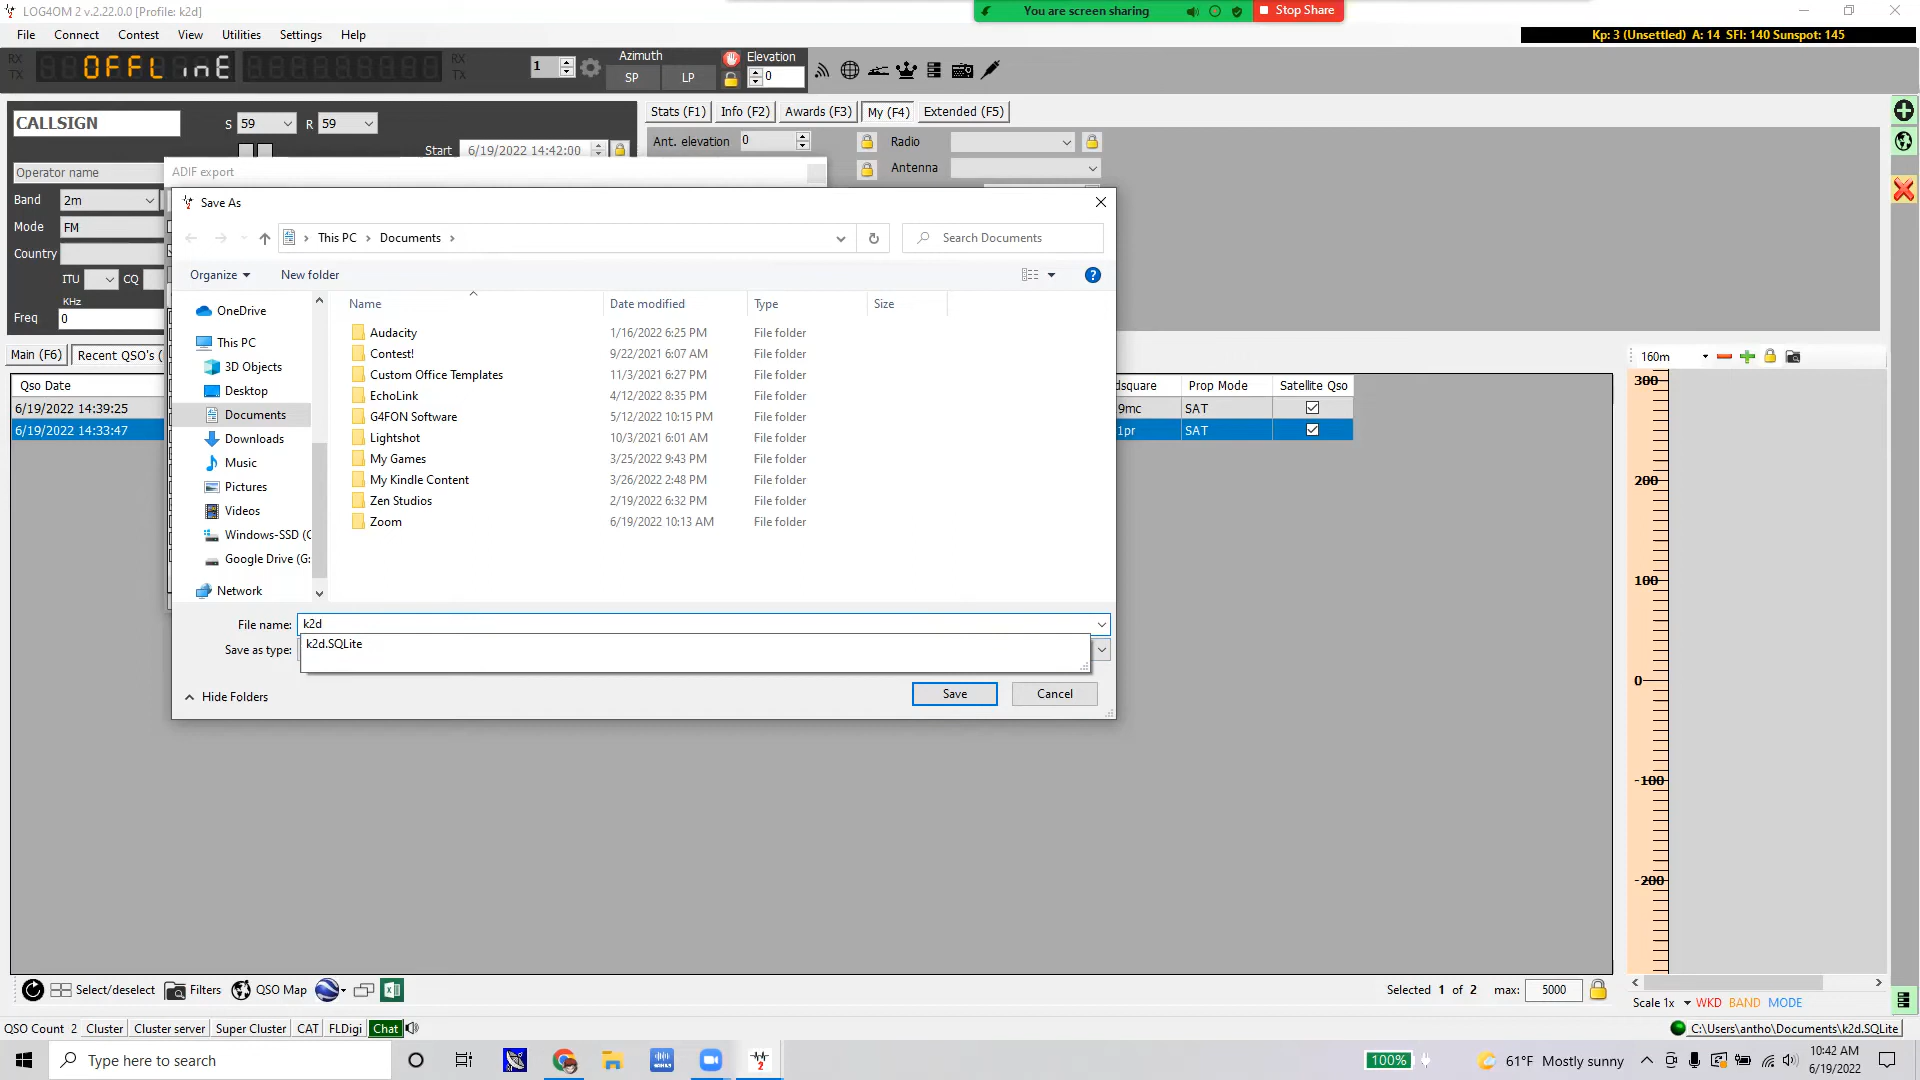 LOG4OM 2 v.2.22.0.0 [Profile: k2d]
You are screen sharing
Stop Share
File Connect Contest View Utilities Settings Help
Kp: 3 (Unsettled) A: 14 SFI: 140 Sunspot: 145
RX
TX
OFFLinE
RX
TX
1
Azimuth
SP LP
Elevation
0
CALLSIGN
S 59 R 59
Start 6/19/2022 14:42:00
Stats (F1) Info (F2) Awards (F3) My (F4) Extended (F5)
Ant. elevation 0
Radio
Antenna
Operator name
Band 2m
Mode FM
Country
ITU CQ
KHz
Freq 0
ADIF export
Save As
This PC > Documents >
Search Documents
Organize New folder
OneDrive
This PC
3D Objects
Desktop
Documents
Downloads
Music
Pictures
Videos
Windows-SSD (C
Google Drive (G:
Network
Name Date modified Type Size
Audacity 1/16/2022 6:25 PM File folder
Contest! 9/22/2021 6:07 AM File folder
Custom Office Templates 11/3/2021 6:27 PM File folder
EchoLink 4/12/2022 8:35 PM File folder
G4FON Software 5/12/2022 10:15 PM File folder
Lightshot 10/3/2021 6:01 AM File folder
My Games 3/25/2022 9:43 PM File folder
My Kindle Content 3/26/2022 2:48 PM File folder
Zen Studios 2/19/2022 6:32 PM File folder
Zoom 6/19/2022 10:13 AM File folder
File name: k2d
k2d.SQLite
Save as type:
Hide Folders
Save Cancel
Main (F6) Recent QSO's (
Qso Date
6/19/2022 14:39:25
6/19/2022 14:33:47
dsquare Prop Mode Satellite Qso
9mc SAT
1pr SAT
160m
300
200
100
0
-100
-200
Select/deselect Filters QSO Map
Selected 1 of 2 max: 5000
Scale 1x WKD BAND MODE
QSO Count 2 Cluster Cluster server Super Cluster CAT FLDigi Chat
C:\Users\antho\Documents\k2d.SQLite
Type here to search
2
100%
61°F Mostly sunny
10:42 AM
6/19/2022